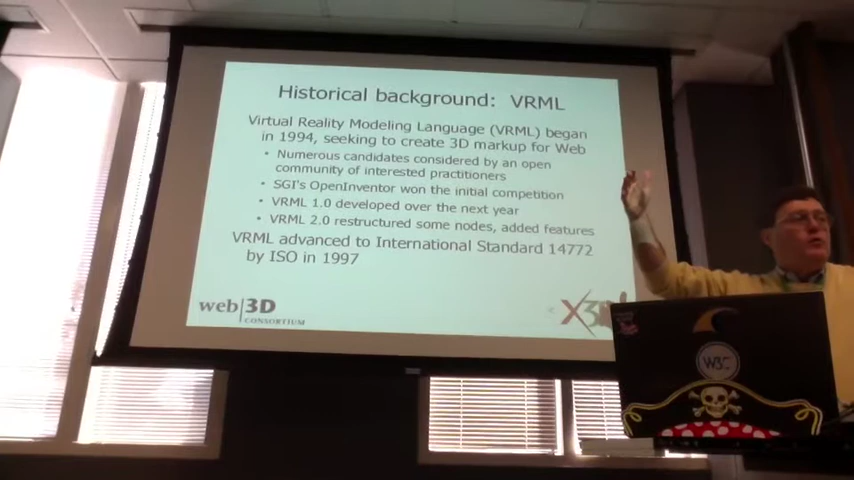 Historical background: VRML
Virtual Reality Modeling Language (VRML) began
in 1994, seeking to create 3D markup for Web
• Numerous candidates considered by an open
community of interested practitioners
• SGI's OpenInventor won the initial competition
• VRML 1.0 developed over the next year
• VRML 2.0 restructured some nodes, added features
VRML advanced to International Standard 14772
by ISO in 1997
web|3D
CONSORTIUM
X3D
W3C